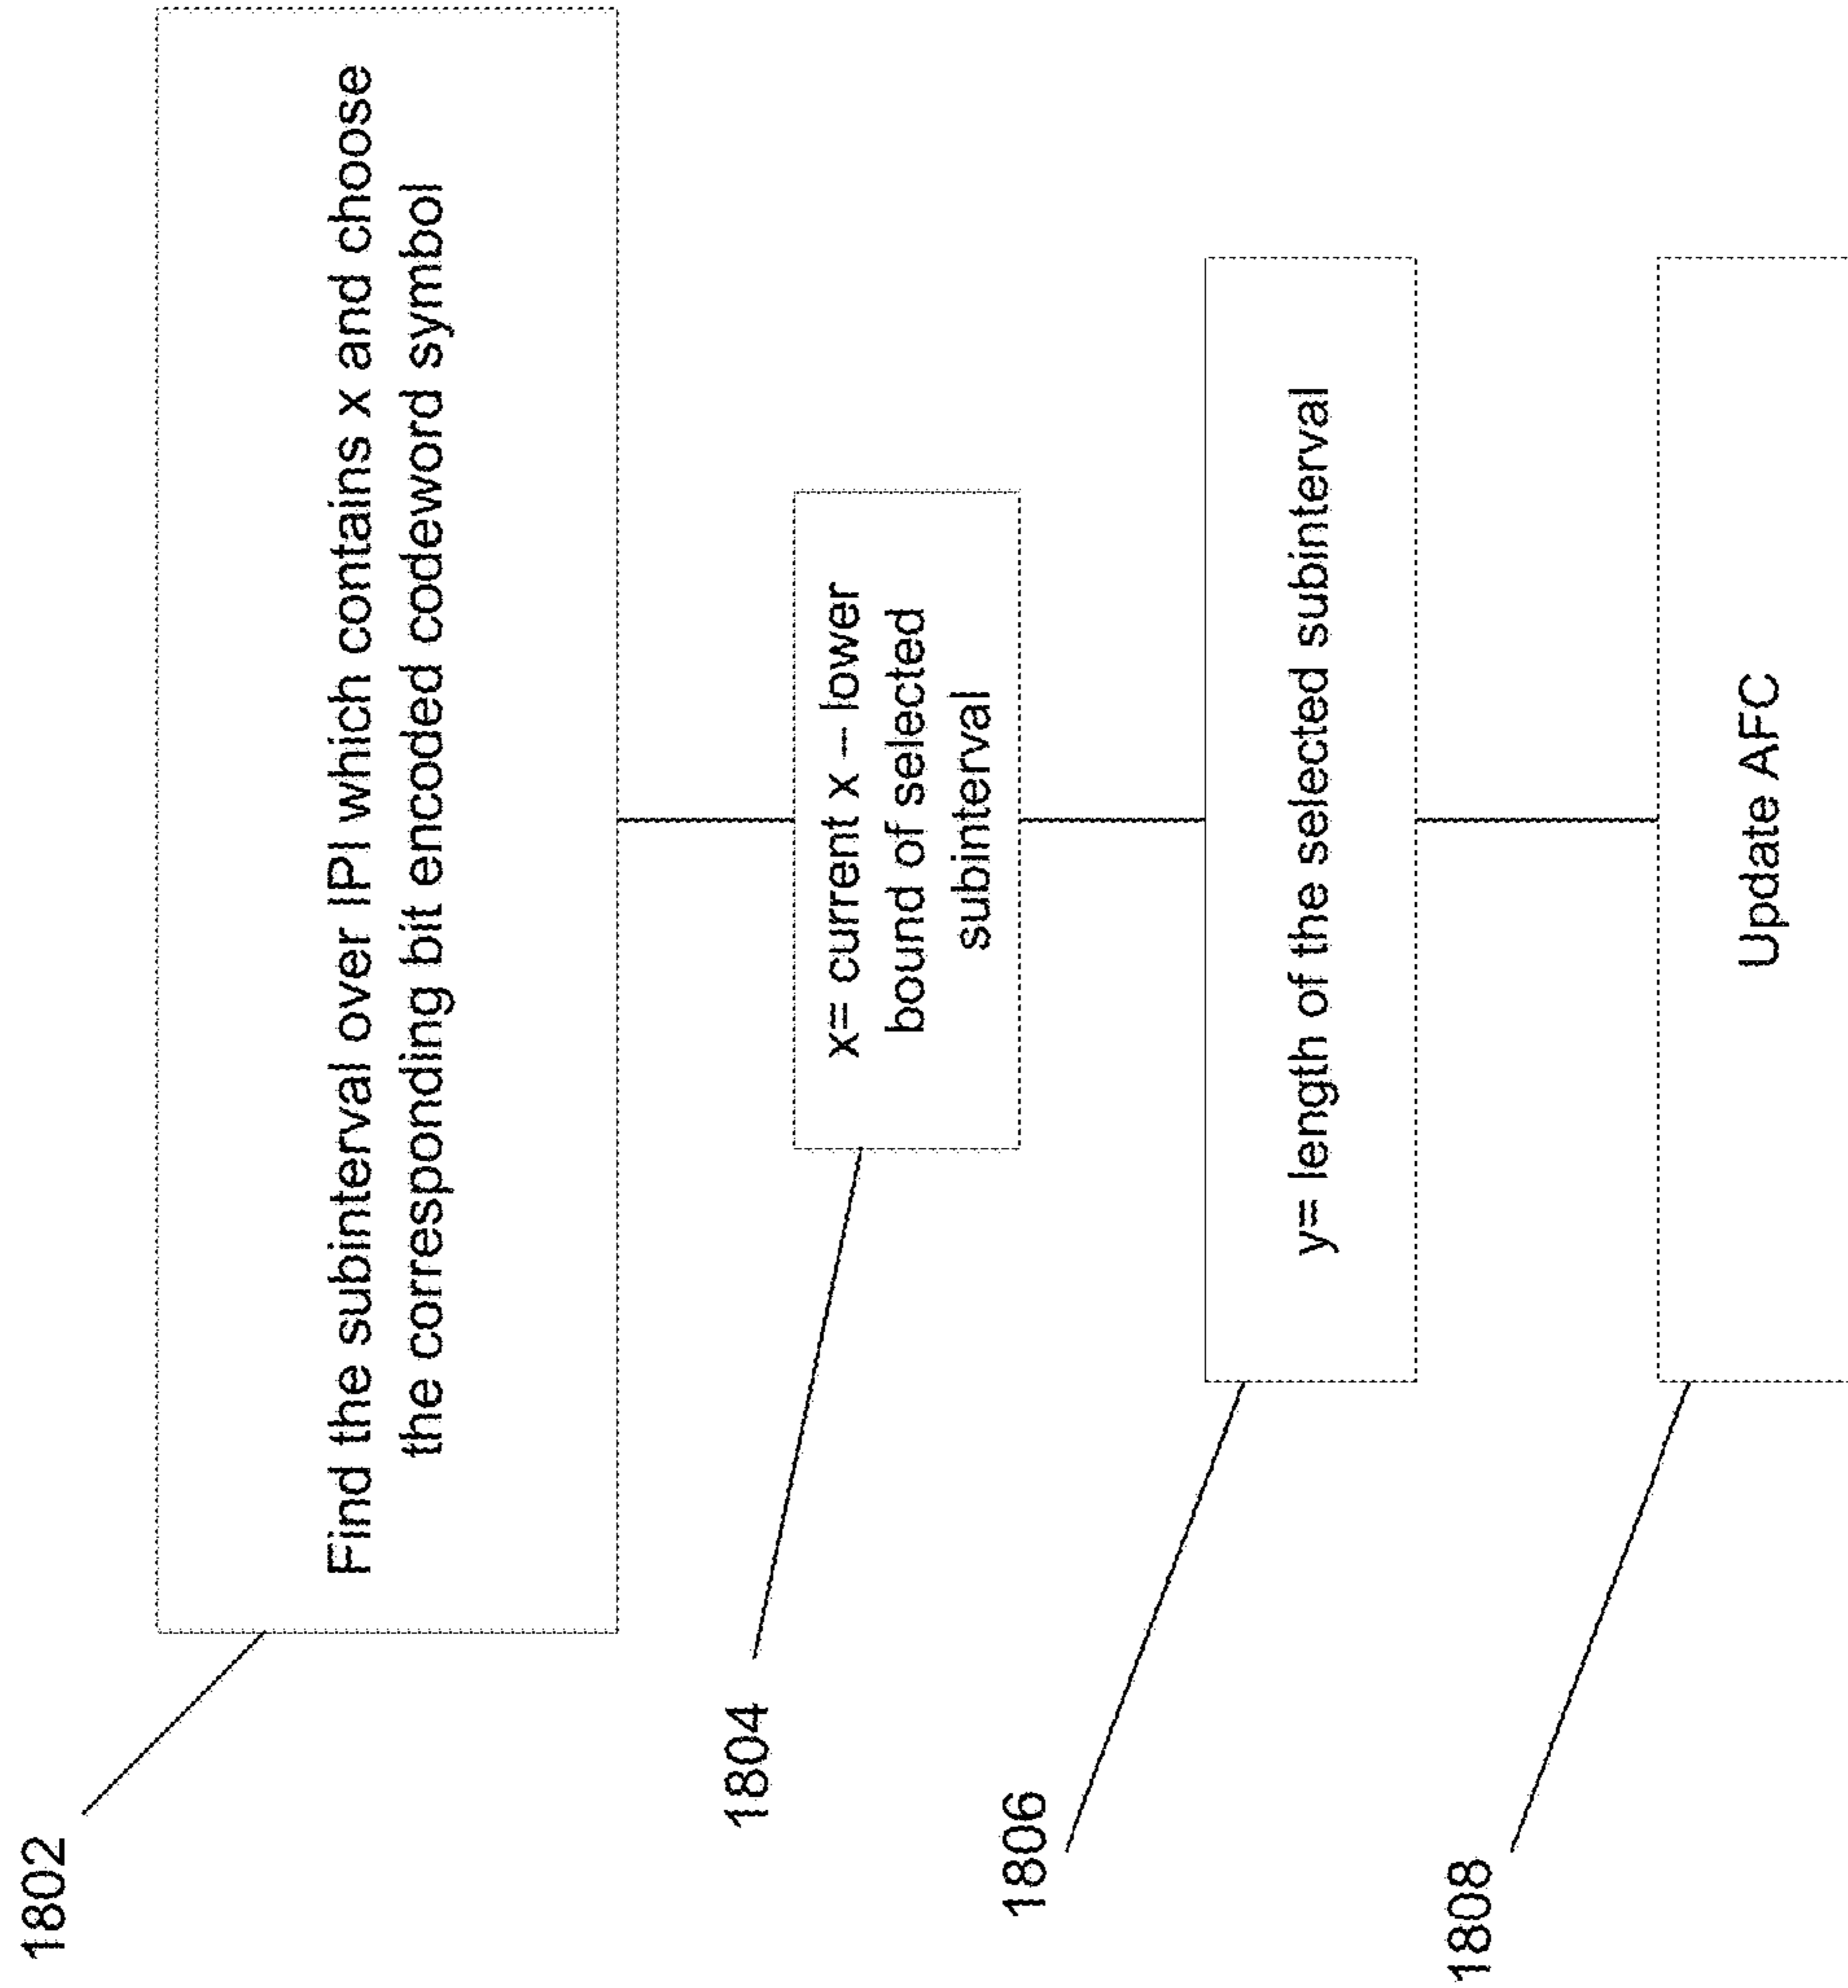 1802
Find the subinterval over IPI which contains x and choose
the corresponding bit encoded codeword symbol
1804
x= current x – lower
bound of selected
subinterval
1806
y= length of the selected subinterval
1808
Update AFC